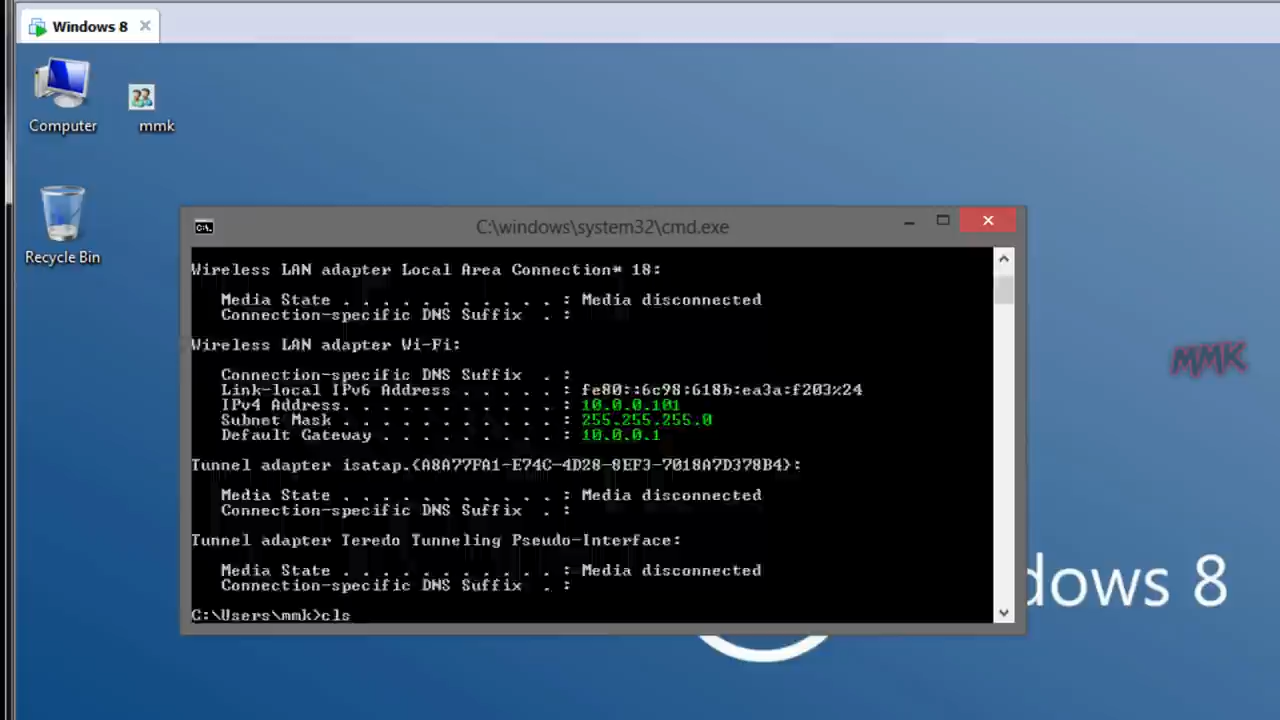 Windows 8
Computer
mmk
Recycle Bin
C:\windows\system32\cmd.exe
Wireless LAN adapter Local Area Connection* 18:
Media State . . . . . . . . . . . : Media disconnected
Connection-specific DNS Suffix  . :
Wireless LAN adapter Wi-Fi:
Connection-specific DNS Suffix  . :
Link-local IPv6 Address . . . . . : fe80::6c98:618b:ea3a:f203%24
IPv4 Address. . . . . . . . . . . : 10.0.0.101
Subnet Mask . . . . . . . . . . . : 255.255.255.0
Default Gateway . . . . . . . . . : 10.0.0.1
Tunnel adapter isatap.{A8A77FA1-E74C-4D28-8EF3-7018A7D378B4}:
Media State . . . . . . . . . . . : Media disconnected
Connection-specific DNS Suffix  . :
Tunnel adapter Teredo Tunneling Pseudo-Interface:
Media State . . . . . . . . . . . : Media disconnected
Connection-specific DNS Suffix  . :
C:\Users\mmk>cls
MMK
dows 8